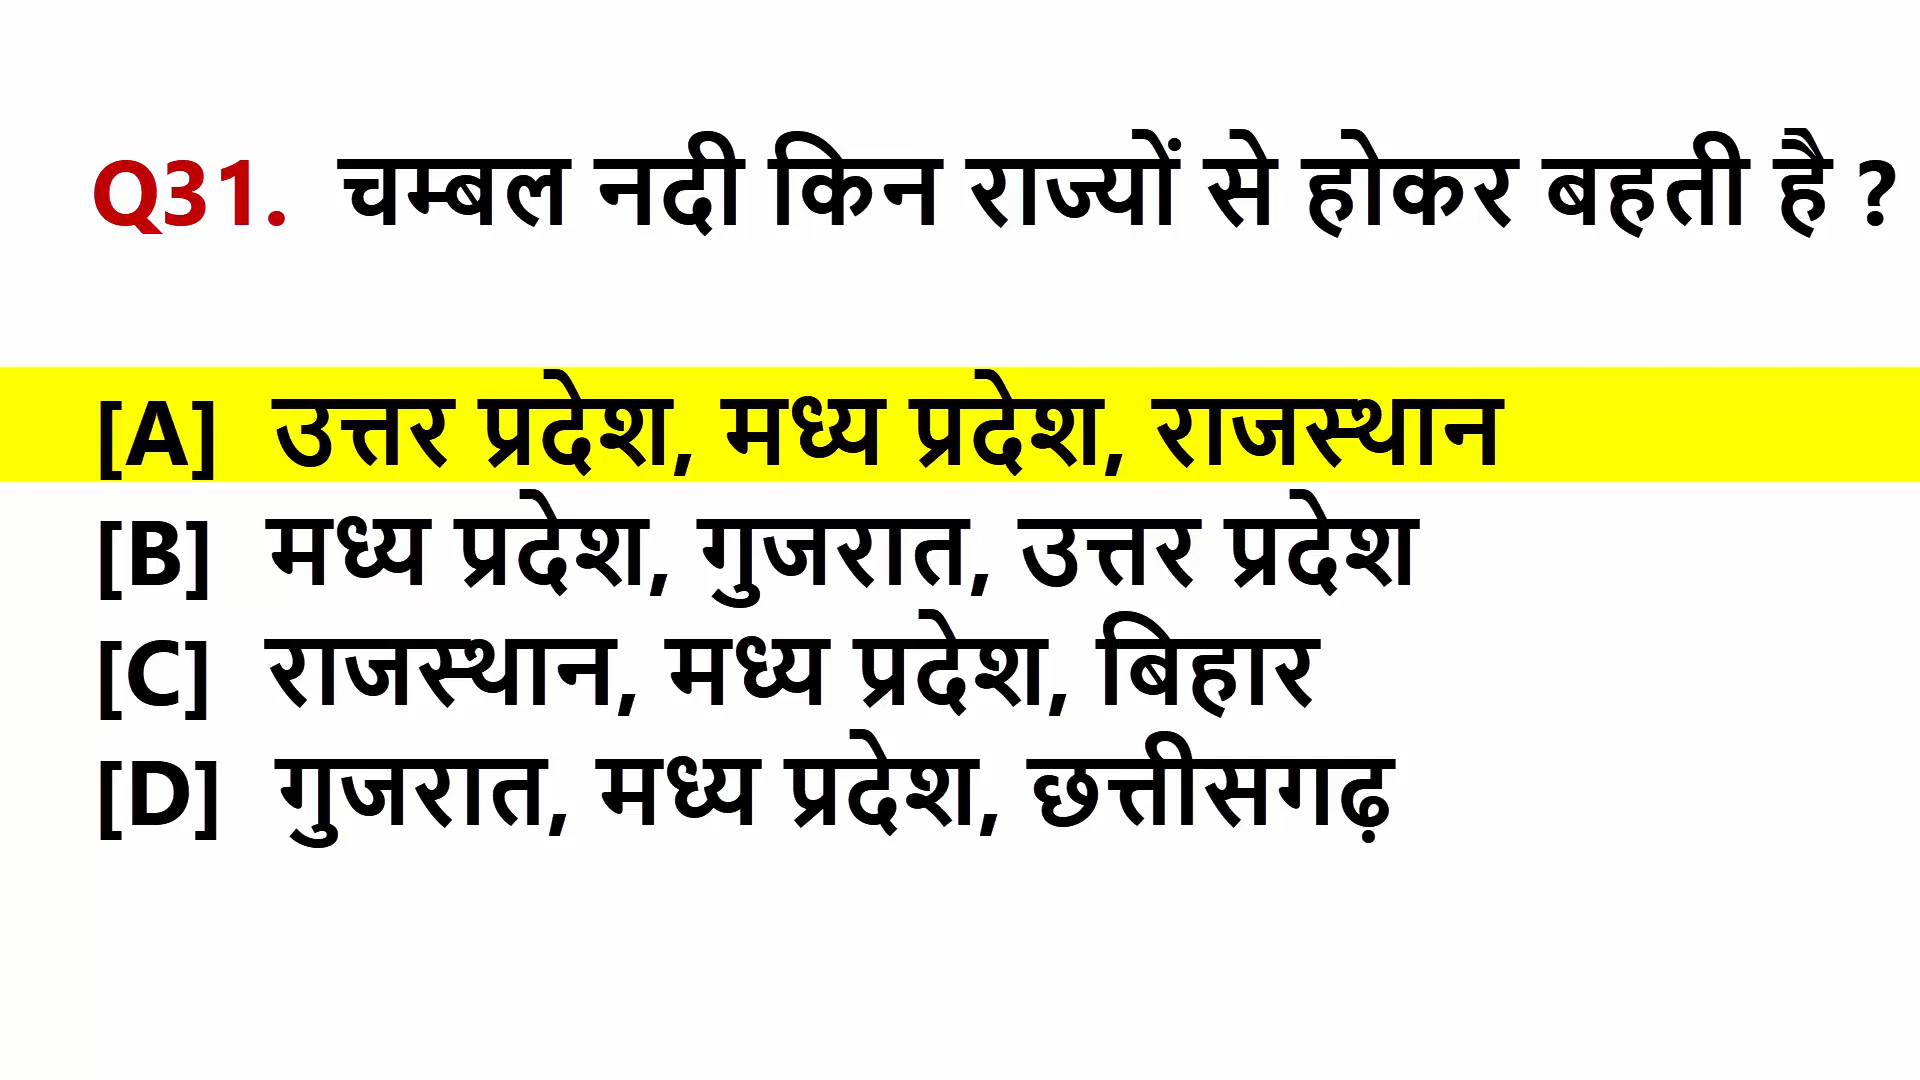 Q31. चम्बल नदी किन राज्यों से होकर बहती है ?
[A] उत्तर प्रदेश, मध्य प्रदेश, राजस्थान
[B] मध्य प्रदेश, गुजरात, उत्तर प्रदेश
[C] राजस्थान, मध्य प्रदेश, बिहार
[D] गुजरात, मध्य प्रदेश, छत्तीसगढ़